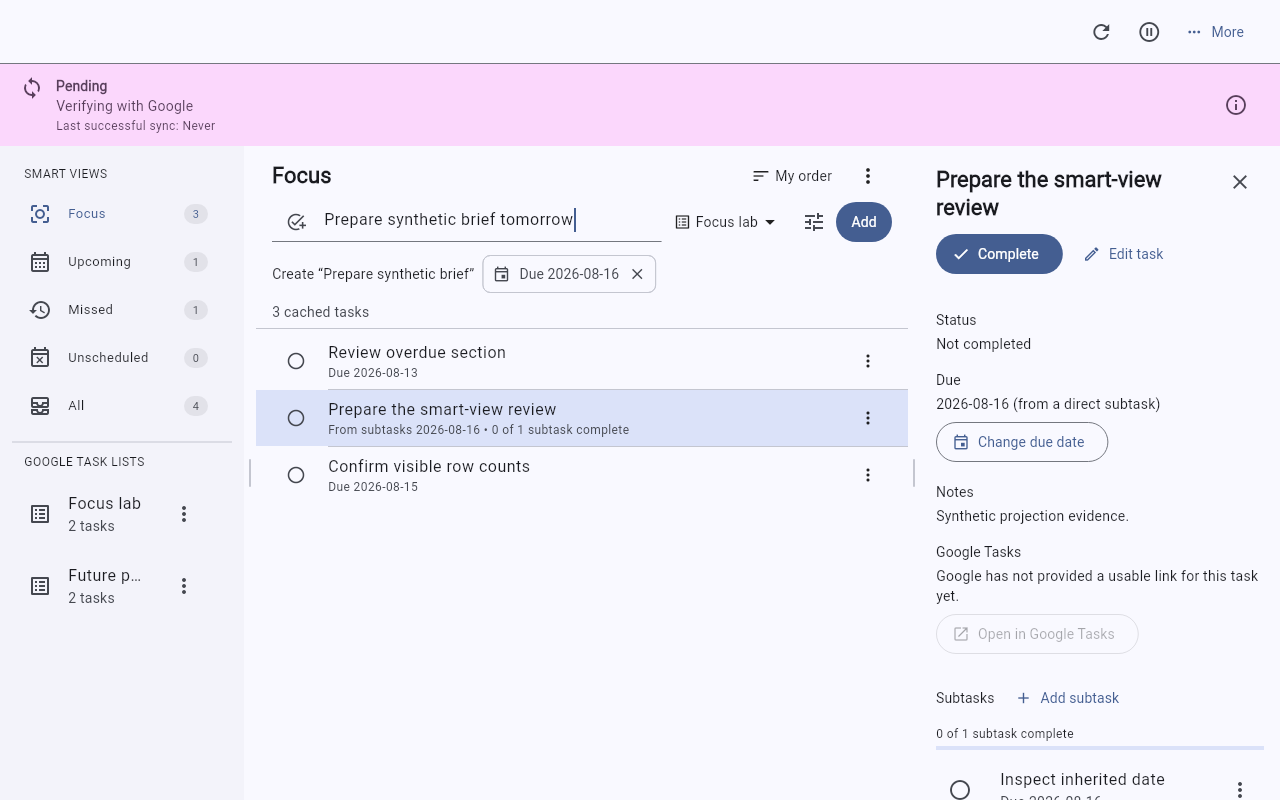 More
Pending
Verifying with Google
Last successful sync: Never
SMART VIEWS
Focus 3
Upcoming 1
Missed 1
Unscheduled 0
All 4
GOOGLE TASK LISTS
Focus lab
2 tasks
Future p…
2 tasks
Focus
My order
Prepare synthetic brief tomorrow
Focus lab
Add
Create “Prepare synthetic brief”
Due 2026-08-16
3 cached tasks
Review overdue section
Due 2026-08-13
Prepare the smart-view review
From subtasks 2026-08-16 • 0 of 1 subtask complete
Confirm visible row counts
Due 2026-08-15
Prepare the smart-view
review
Complete
Edit task
Status
Not completed
Due
2026-08-16 (from a direct subtask)
Change due date
Notes
Synthetic projection evidence.
Google Tasks
Google has not provided a usable link for this task
yet.
Open in Google Tasks
Subtasks
Add subtask
0 of 1 subtask complete
Inspect inherited date
Due 2026-08-16